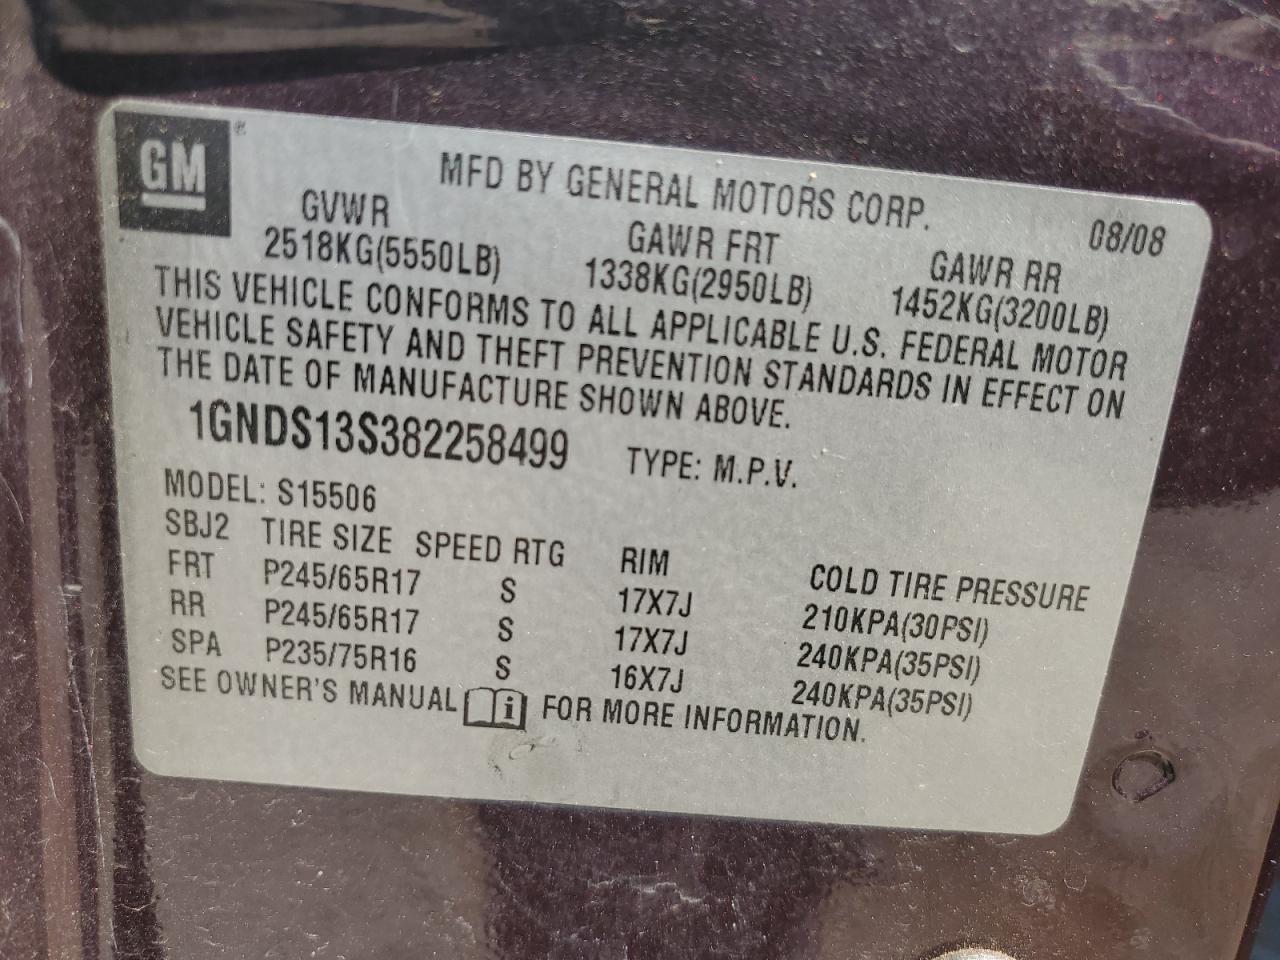 GM ®
MFD BY GENERAL MOTORS CORP.
08/08
GVWR GAWR FRT GAWR RR
2518KG(5550LB) 1338KG(2950LB) 1452KG(3200LB)
THIS VEHICLE CONFORMS TO ALL APPLICABLE U.S. FEDERAL MOTOR
VEHICLE SAFETY AND THEFT PREVENTION STANDARDS IN EFFECT ON
THE DATE OF MANUFACTURE SHOWN ABOVE.
1GNDS13S382258499 TYPE: M.P.V.
MODEL: S15506
SBJ2 TIRE SIZE SPEED RTG RIM COLD TIRE PRESSURE
FRT P245/65R17 S 17X7J 210KPA(30PSI)
RR P245/65R17 S 17X7J 240KPA(35PSI)
SPA P235/75R16 S 16X7J 240KPA(35PSI)
SEE OWNER'S MANUAL i FOR MORE INFORMATION.